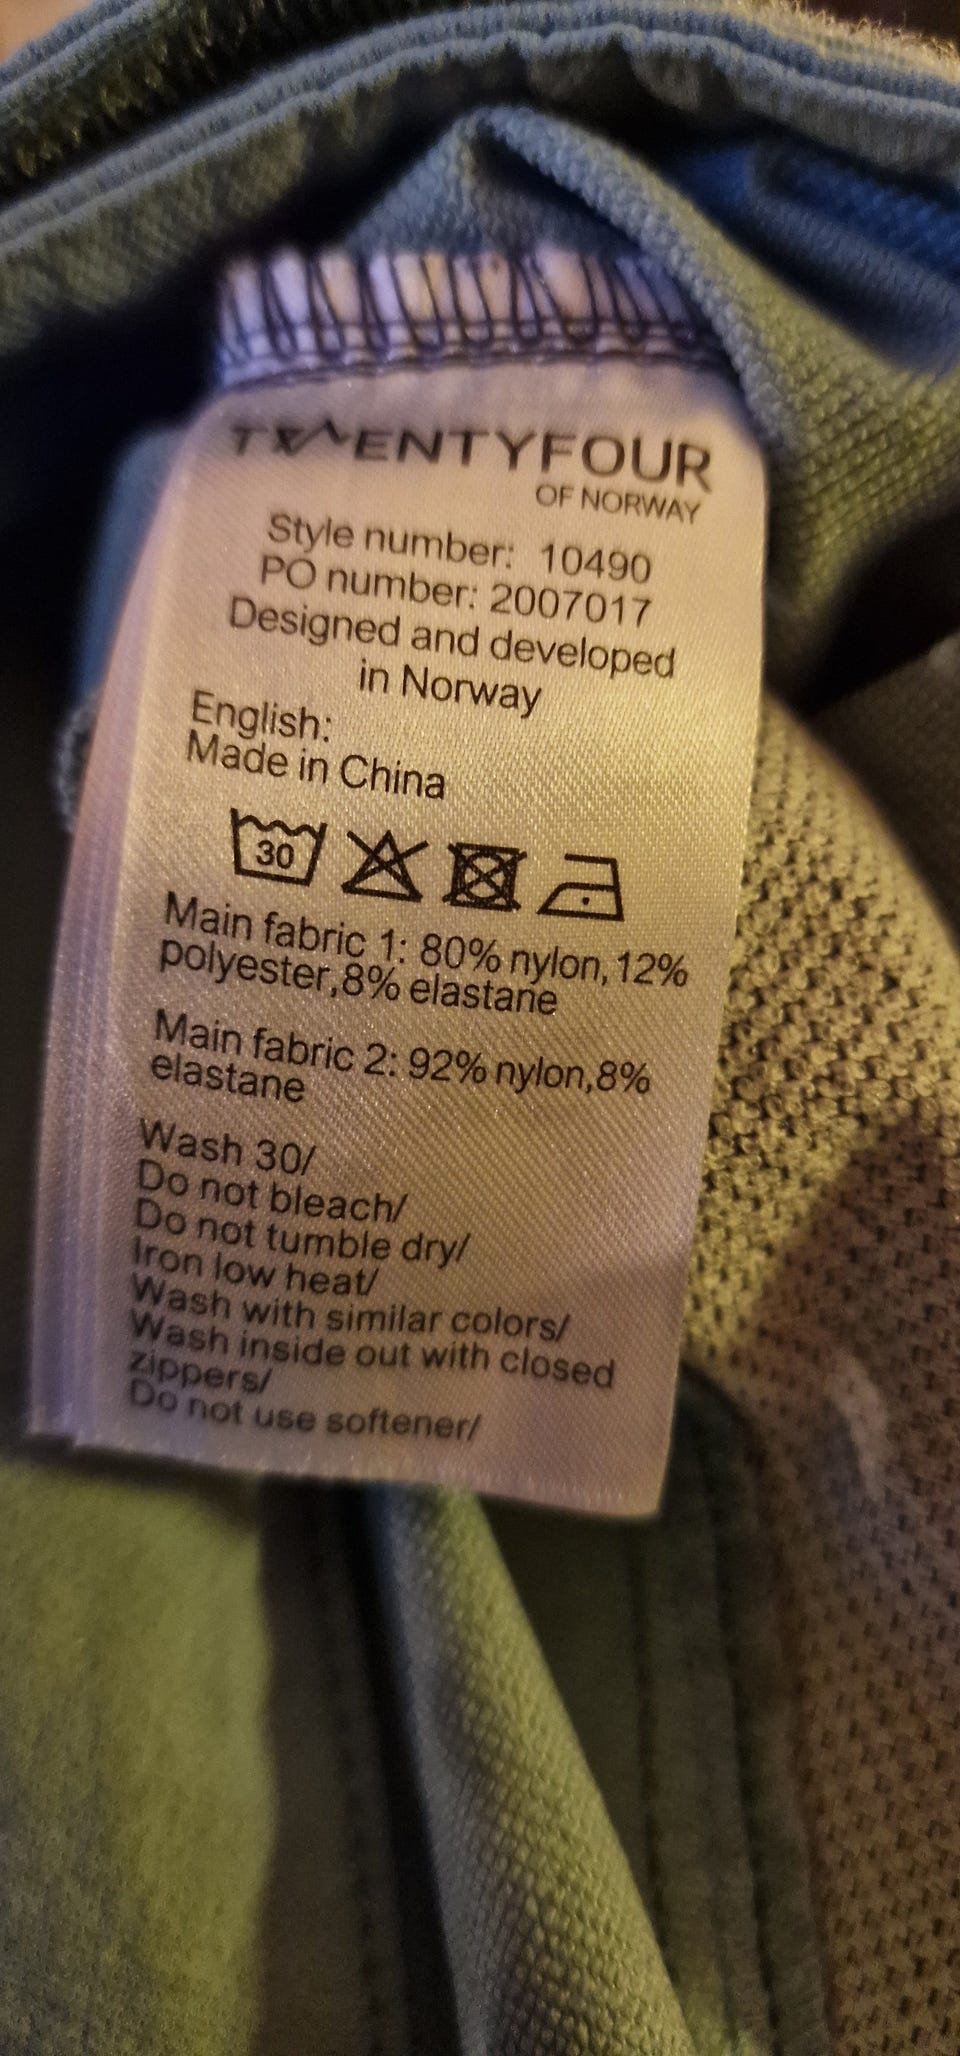 TWENTYFOUR
OF NORWAY
Style number: 10490
PO number: 2007017
Designed and developed
in Norway
English:
Made in China
30
Main fabric 1: 80% nylon, 12%
polyester,8% elastane
Main fabric 2: 92% nylon,8%
elastane
Wash 30/
Do not bleach/
Do not tumble dry/
Iron low heat/
Wash with similar colors/
Wash inside out with closed
zippers/
Do not use softener/